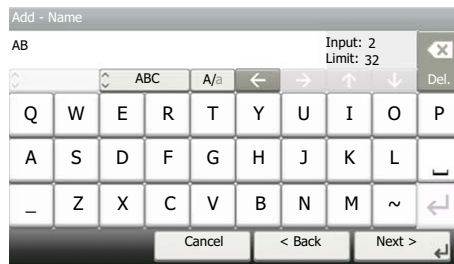 Add - Name
AB Input: 2
Limit: 32
ABC A/a ← → ↑ ↓ Del.
Q W E R T Y U I O P
A S D F G H J K L
_ Z X C V B N M ~
Cancel < Back Next >